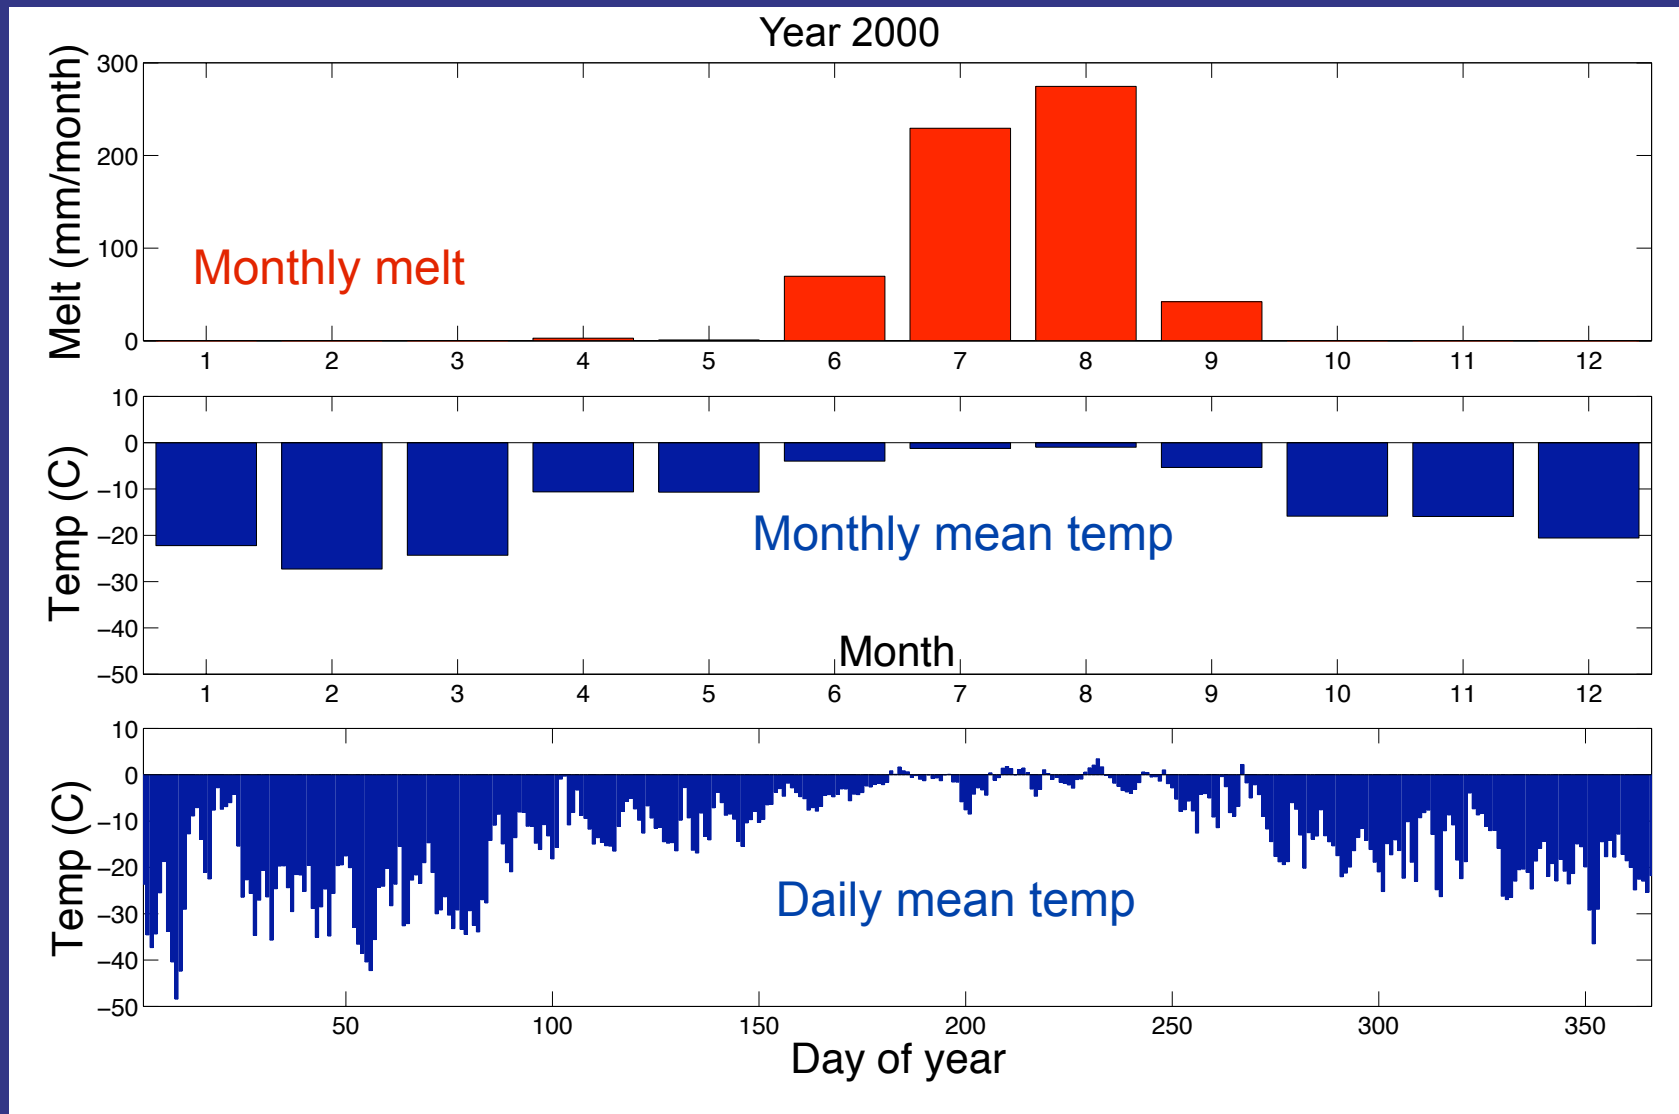 Year 2000
Melt (mm/month)
300
200
100
0
Monthly melt
1 2 3 4 5 6 7 8 9 10 11 12
Temp (C)
10
0
−10
−20
−30
−40
−50
Monthly mean temp
Month
1 2 3 4 5 6 7 8 9 10 11 12
Temp (C)
10
0
−10
−20
−30
−40
−50
Daily mean temp
50 100 150 200 250 300 350
Day of year